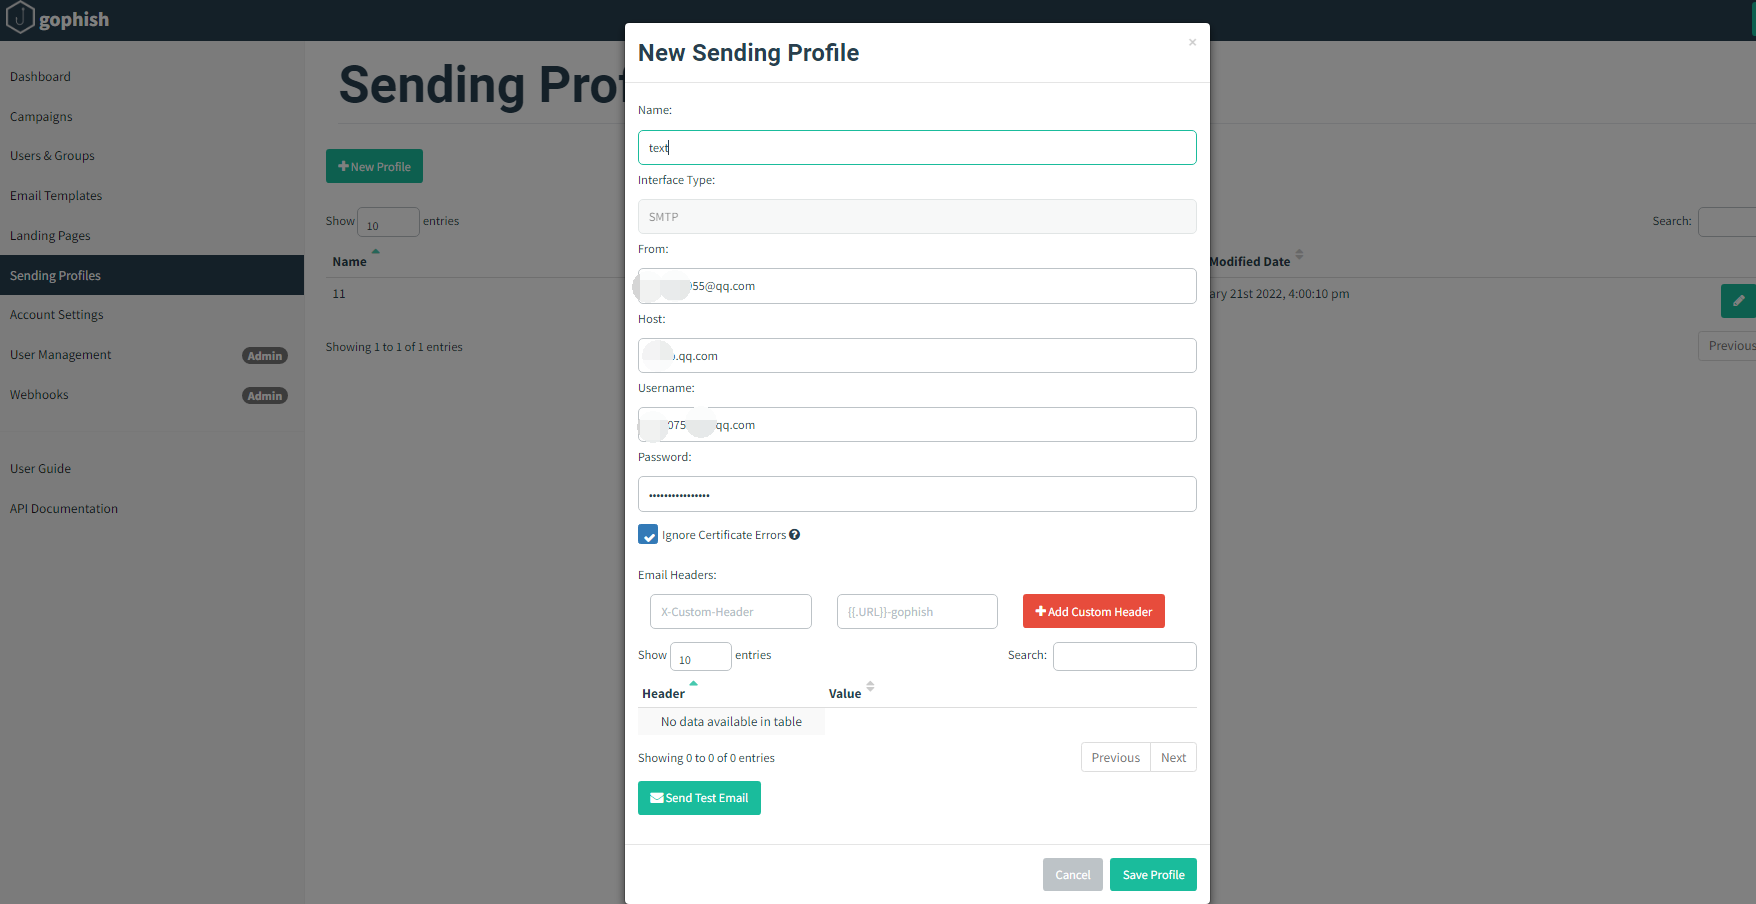 gophish
Dashboard
Campaigns
Users & Groups
Email Templates
Landing Pages
Sending Profiles
Account Settings
User Management Admin
Webhooks Admin
User Guide
API Documentation
Sending Prof
New Profile
Show 10 entries
Search:
Name
Modified Date
11
ary 21st 2022, 4:00:10 pm
Showing 1 to 1 of 1 entries
Previous
New Sending Profile
×
Name:
text
Interface Type:
SMTP
From:
55@qq.com
Host:
.qq.com
Username:
075
qq.com
Password:
••••••••••••••••
Ignore Certificate Errors
Email Headers:
X-Custom-Header
{{.URL}}-gophish
Add Custom Header
Show 10 entries
Search:
Header
Value
No data available in table
Showing 0 to 0 of 0 entries
Previous
Next
Send Test Email
Cancel
Save Profile